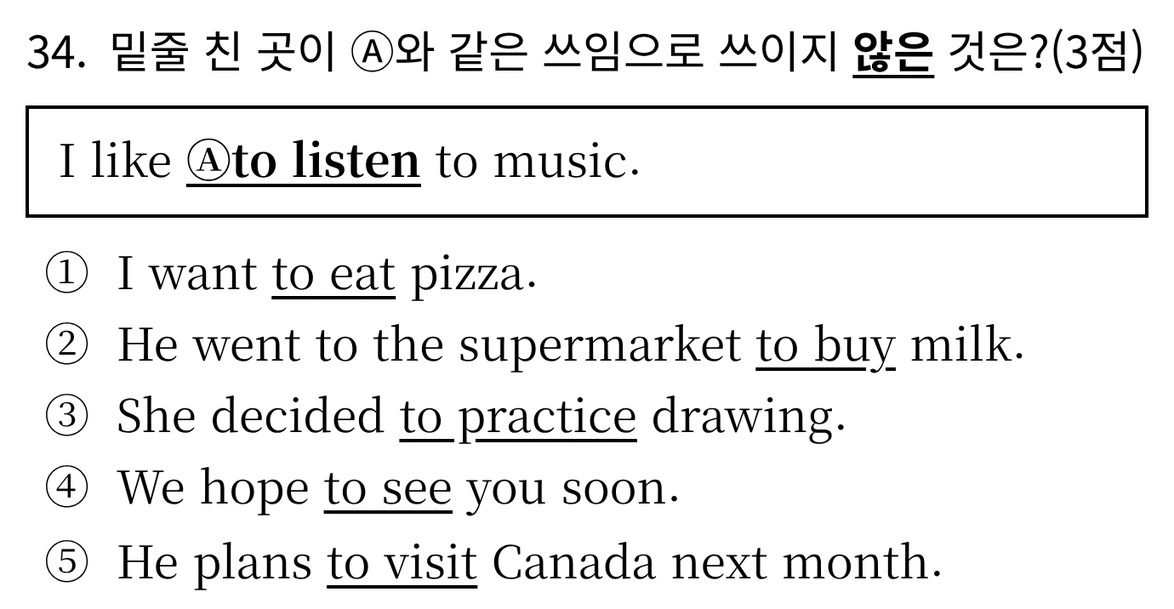 34. 밑줄 친 곳이 Ⓐ와 같은 쓰임으로 쓰이지 않은 것은?(3점)
I like Ⓐto listen to music.
① I want to eat pizza.
② He went to the supermarket to buy milk.
③ She decided to practice drawing.
④ We hope to see you soon.
⑤ He plans to visit Canada next month.